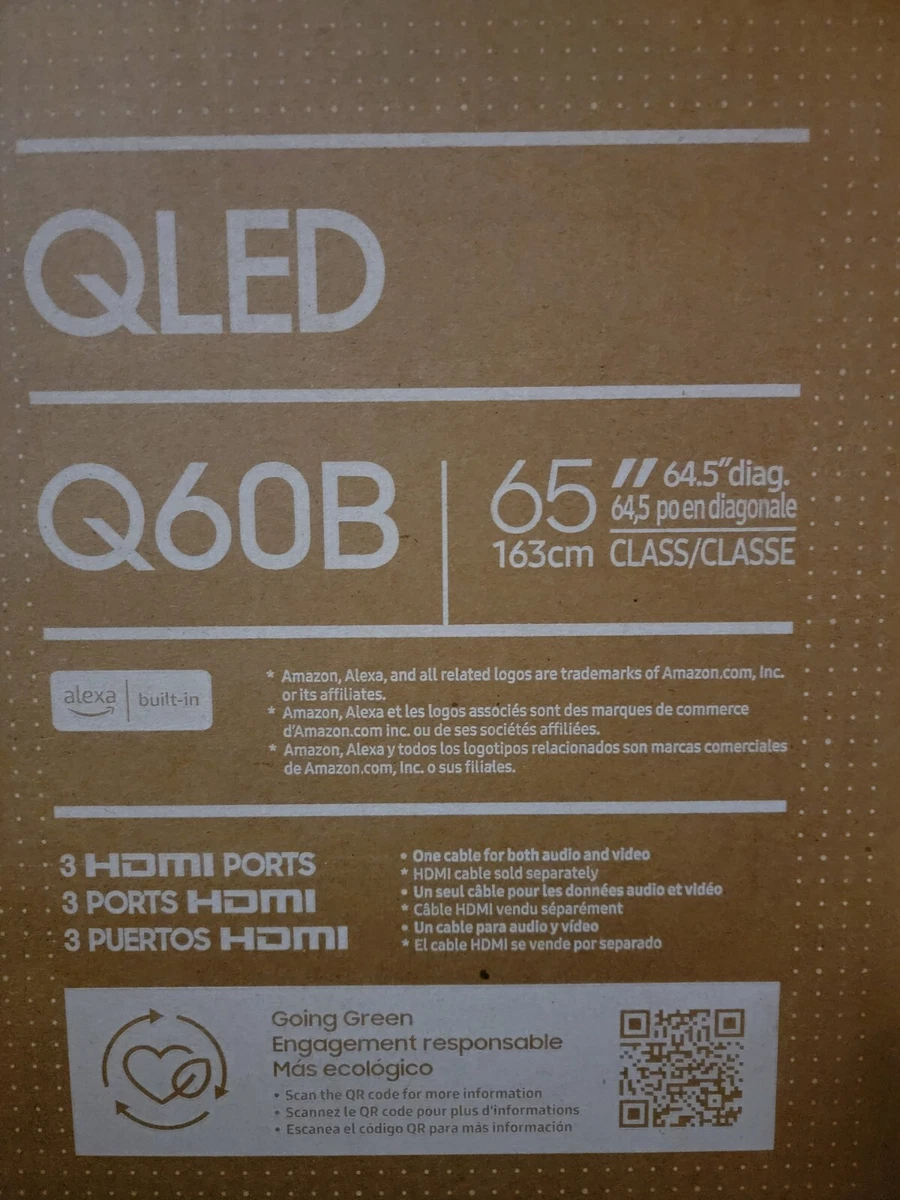 QLED
Q60B
65" 64.5"diag.
64,5 po en diagonale
163cm CLASS/CLASSE
alexa | built-in
* Amazon, Alexa, and all related logos are trademarks of Amazon.com, Inc.
or its affiliates.
* Amazon, Alexa et les logos associés sont des marques de commerce
d'Amazon.com inc. ou de ses sociétés affiliées.
* Amazon, Alexa y todos los logotipos relacionados son marcas comerciales
de Amazon.com, Inc. o sus filiales.
3 HDMI PORTS
3 PORTS HDMI
3 PUERTOS HDMI
• One cable for both audio and video
* HDMI cable sold separately
• Un seul câble pour les données audio et vidéo
* Câble HDMI vendu séparément
• Un cable para audio y vídeo
* El cable HDMI se vende por separado
Going Green
Engagement responsable
Más ecológico
• Scan the QR code for more information
• Scannez le QR code pour plus d'informations
• Escanea el código QR para más información